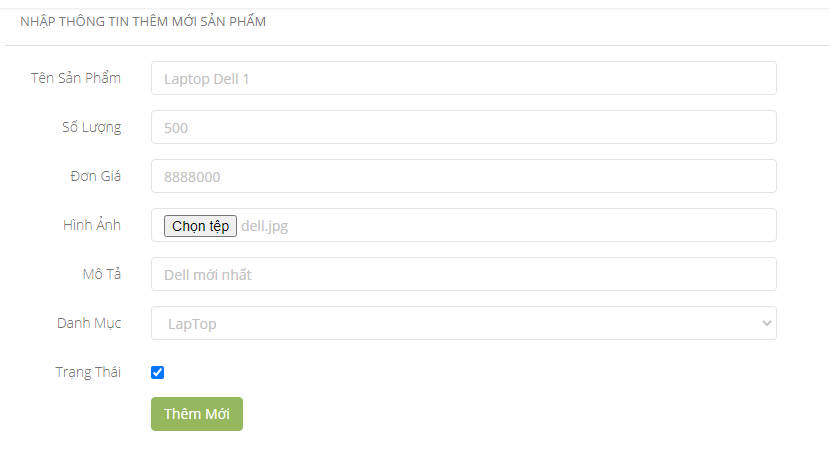 NHẬP THÔNG TIN THÊM MỚI SẢN PHẨM
Tên Sản Phẩm Laptop Dell 1
Số Lượng 500
Đơn Giá 8888000
Hình Ảnh Chọn tệp dell.jpg
Mô Tả Dell mới nhất
Danh Mục LapTop
Trạng Thái
Thêm Mới